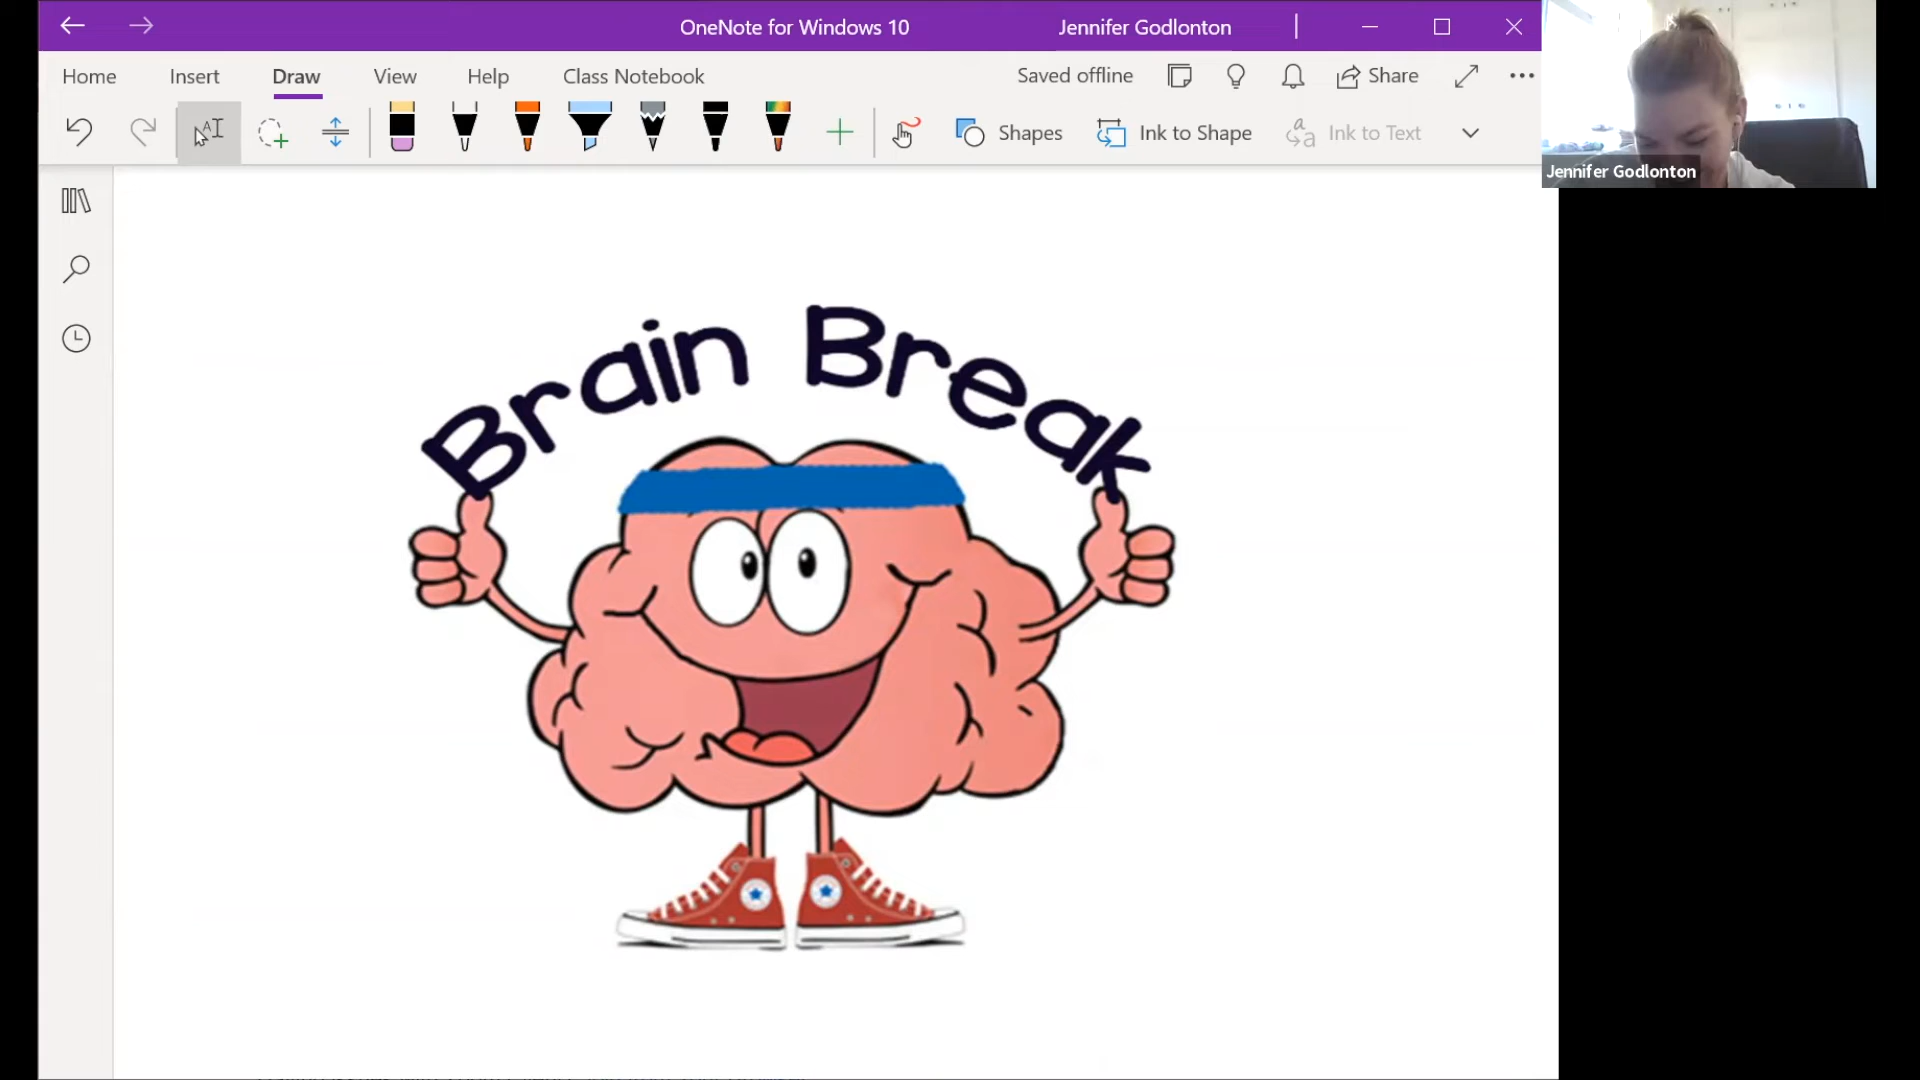 OneNote for Windows 10
Jennifer Godlonton
Home Insert Draw View Help Class Notebook
Saved offline
Share
Shapes
Ink to Shape
Ink to Text
Jennifer Godlonton
Brain Break